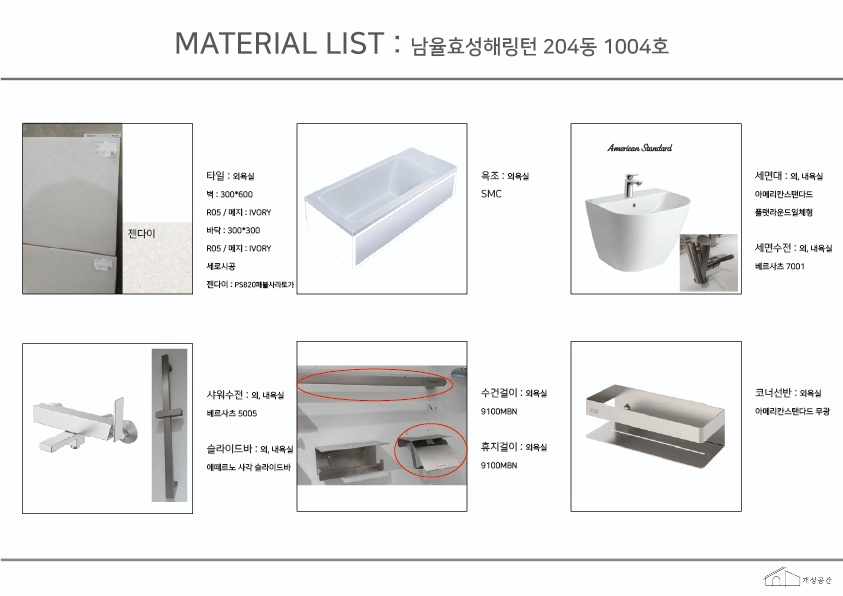 MATERIAL LIST : 남율효성해링턴 204동 1004호
젠다이
타일 : 외욕실
벽 : 300*600
R05 / 메지 : IVORY
바닥 : 300*300
R05 / 메지 : IVORY
세로시공
젠다이 : PS820페블사라토가
욕조 : 외욕실
SMC
American Standard
세면대 : 외, 내욕실
아메리칸스탠다드
플랫라운드일체형
세면수전 : 외, 내욕실
베르사츠 7001
샤워수전 : 외, 내욕실
베르사츠 5005
슬라이드바 : 외, 내욕실
에떼르노 사각 슬라이드바
수건걸이 : 외욕실
9100MBN
휴지걸이 : 외욕실
9100MBN
코너선반 : 외욕실
아메리칸스탠다드 무광
개성공간